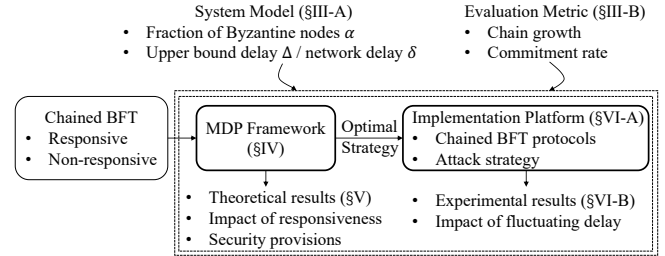 System Model (§III-A)
• Fraction of Byzantine nodes α
• Upper bound delay Δ / network delay δ
Evaluation Metric (§III-B)
• Chain growth
• Commitment rate
Chained BFT
• Responsive
• Non-responsive
MDP Framework
(§IV)
Optimal
Strategy
Implementation Platform (§VI-A)
• Chained BFT protocols
• Attack strategy
• Theoretical results (§V)
• Impact of responsiveness
• Security provisions
• Experimental results (§VI-B)
• Impact of fluctuating delay